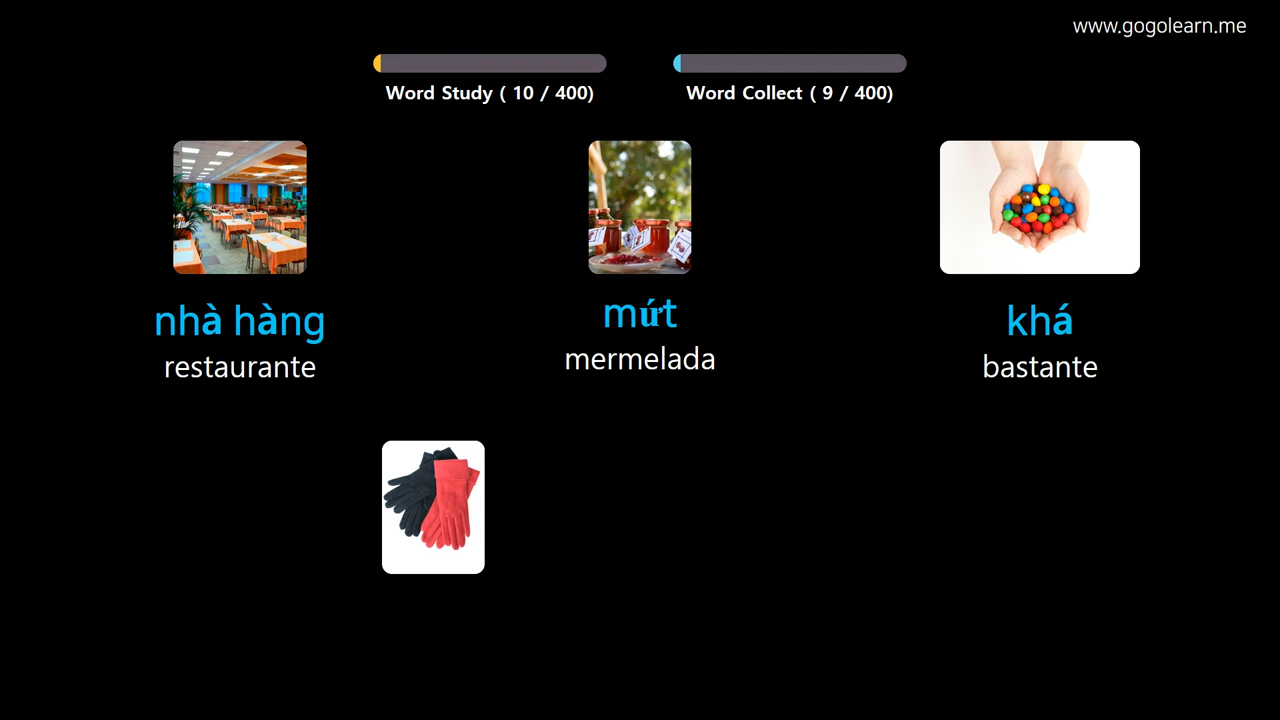 www.gogolearn.me
Word Study ( 10 / 400)
Word Collect ( 9 / 400)
nhà hàng
restaurante
mứt
mermelada
khá
bastante